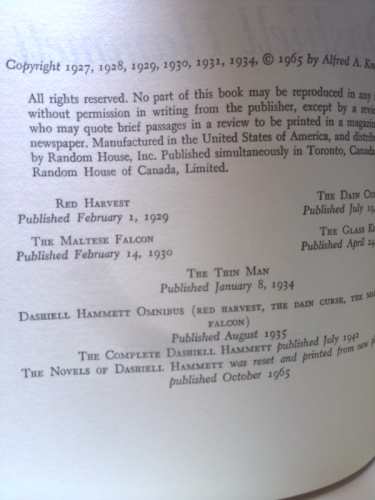 Copyright 1927, 1928, 1929, 1930, 1931, 1934, © 1965 by Alfred A.
All rights reserved. No part of this book may be reproduced in any
without permission in writing from the publisher, except by a
who may quote brief passages in a review to be printed in a
newspaper. Manufactured in the United States of America, and
by Random House, Inc. Published simultaneously in Toronto,
Random House of Canada, Limited.
RED HARVEST
Published February 1, 1929
THE DAIN
Published July
THE MALTESE FALCON
Published February 14, 1930
THE GLASS
Published April
THE THIN MAN
Published January 8, 1934
DASHIELL HAMMETT OMNIBUS (RED HARVEST, THE DAIN CURSE, THE
FALCON)
Published August 1935
THE COMPLETE DASHIELL HAMMETT published July 1942
THE NOVELS OF DASHIELL HAMMETT was reset and printed from new
published October 1965